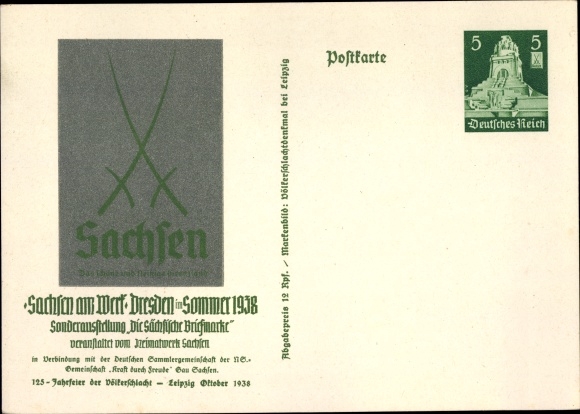 Sachsen
Sachsen am Werk · Dresden im Sommer 1938
Sonderausstellung „Die Sächsische Briefmarke“
veranstaltet vom Heimatwerk Sachsen
in Verbindung mit der Deutschen Sammlergemeinschaft der NS.-
Gemeinschaft „Kraft durch Freude“ Gau Sachsen.
125-Jahrfeier der Völkerschlacht — Leipzig Oktober 1938
Abgabepreis 12 Rpf. / Markenbild: Völkerschlachtdenkmal bei Leipzig
Postkarte
5 5
Deutsches Reich